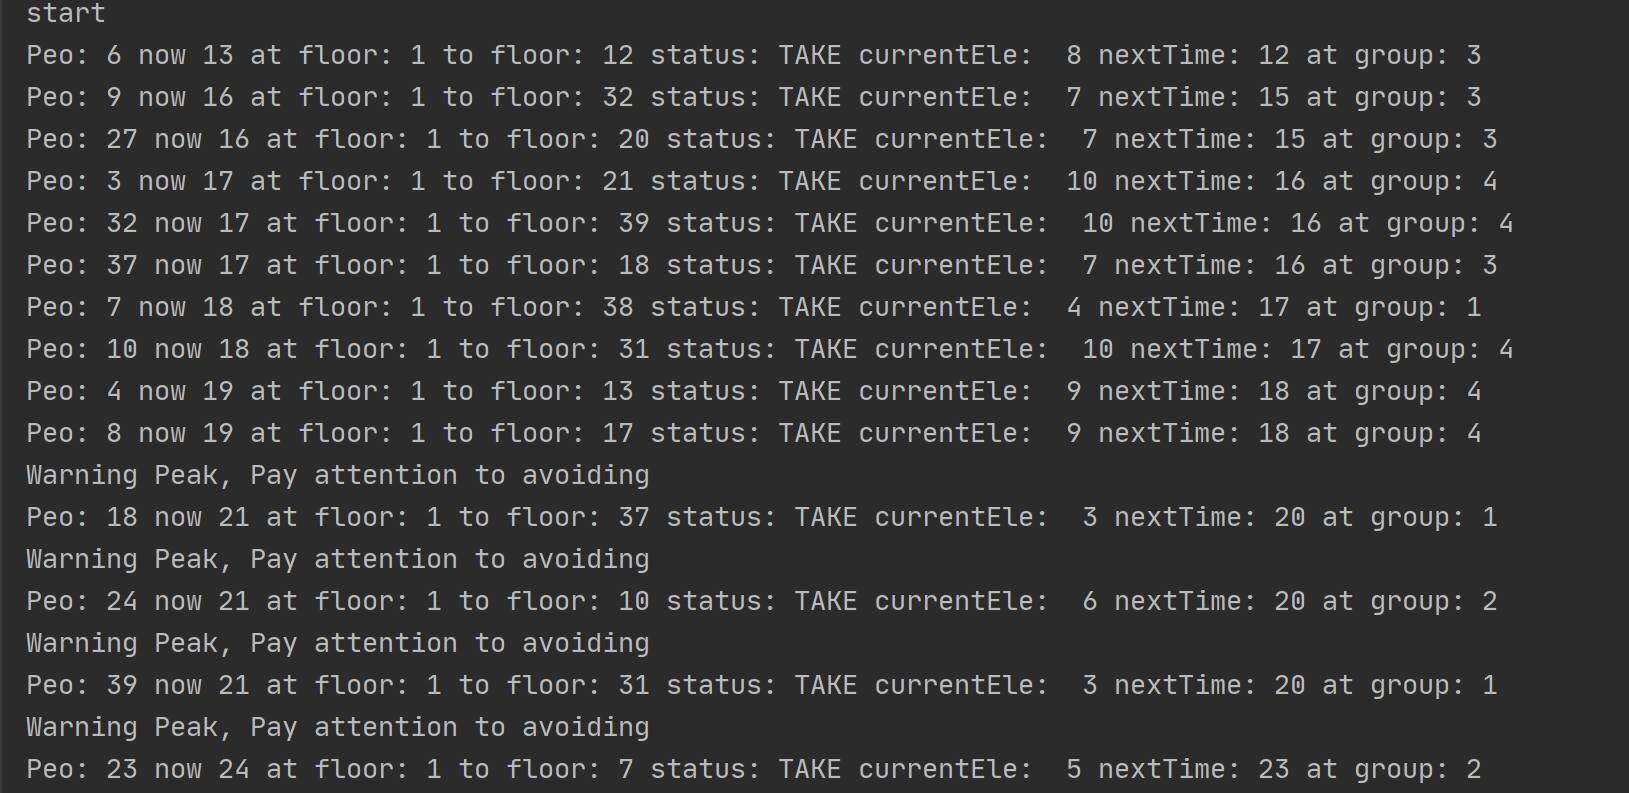 start
Peo: 6 now 13 at floor: 1 to floor: 12 status: TAKE currentEle:  8 nextTime: 12 at group: 3
Peo: 9 now 16 at floor: 1 to floor: 32 status: TAKE currentEle:  7 nextTime: 15 at group: 3
Peo: 27 now 16 at floor: 1 to floor: 20 status: TAKE currentEle:  7 nextTime: 15 at group: 3
Peo: 3 now 17 at floor: 1 to floor: 21 status: TAKE currentEle:  10 nextTime: 16 at group: 4
Peo: 32 now 17 at floor: 1 to floor: 39 status: TAKE currentEle:  10 nextTime: 16 at group: 4
Peo: 37 now 17 at floor: 1 to floor: 18 status: TAKE currentEle:  7 nextTime: 16 at group: 3
Peo: 7 now 18 at floor: 1 to floor: 38 status: TAKE currentEle:  4 nextTime: 17 at group: 1
Peo: 10 now 18 at floor: 1 to floor: 31 status: TAKE currentEle:  10 nextTime: 17 at group: 4
Peo: 4 now 19 at floor: 1 to floor: 13 status: TAKE currentEle:  9 nextTime: 18 at group: 4
Peo: 8 now 19 at floor: 1 to floor: 17 status: TAKE currentEle:  9 nextTime: 18 at group: 4
Warning Peak, Pay attention to avoiding
Peo: 18 now 21 at floor: 1 to floor: 37 status: TAKE currentEle:  3 nextTime: 20 at group: 1
Warning Peak, Pay attention to avoiding
Peo: 24 now 21 at floor: 1 to floor: 10 status: TAKE currentEle:  6 nextTime: 20 at group: 2
Warning Peak, Pay attention to avoiding
Peo: 39 now 21 at floor: 1 to floor: 31 status: TAKE currentEle:  3 nextTime: 20 at group: 1
Warning Peak, Pay attention to avoiding
Peo: 23 now 24 at floor: 1 to floor: 7 status: TAKE currentEle:  5 nextTime: 23 at group: 2